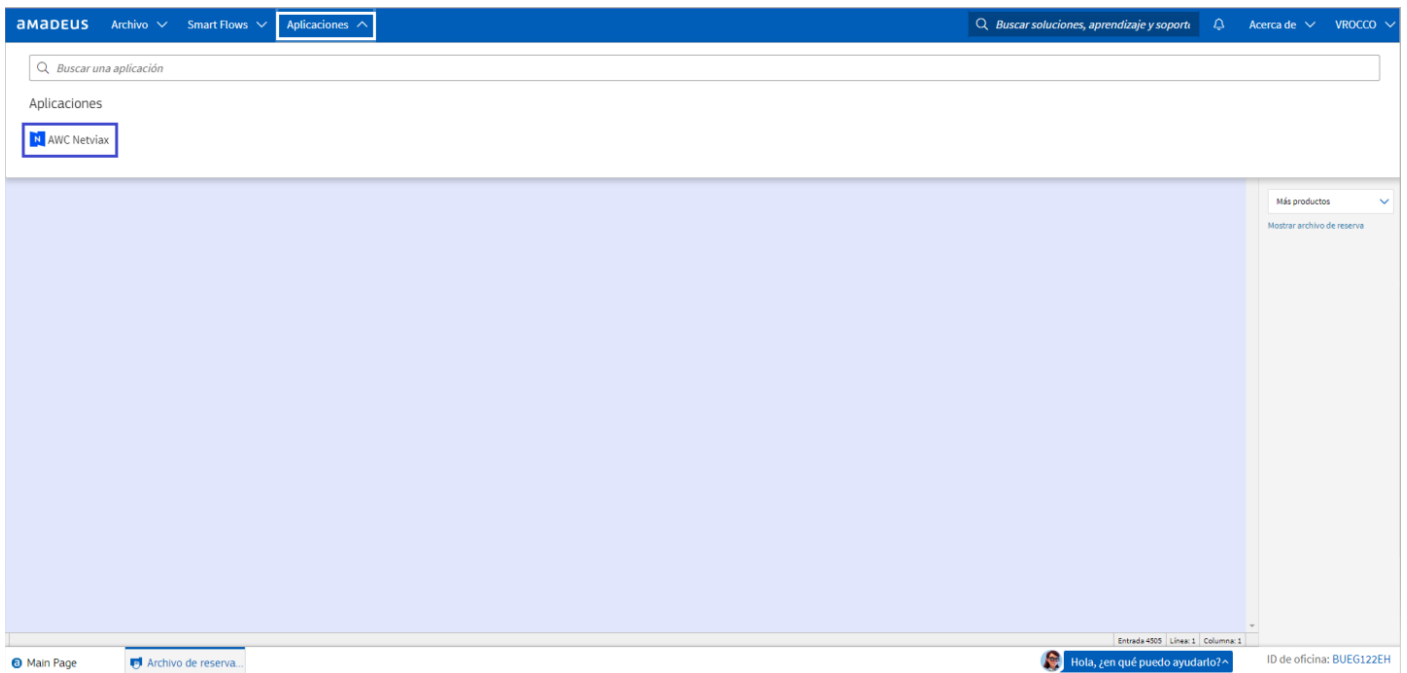 aмaDEUS Archivo Smart Flows Aplicaciones Buscar soluciones, aprendizaje y soport Acerca de VROCCO
Buscar una aplicación
Aplicaciones
N AWC Netviax
Más productos
Mostrar archivo de reserva
Entrada 4505 Línea: 1 Columna: 1
a Main Page Archivo de reserva... Hola, ¿en qué puedo ayudarlo? ID de oficina: BUEG122EH